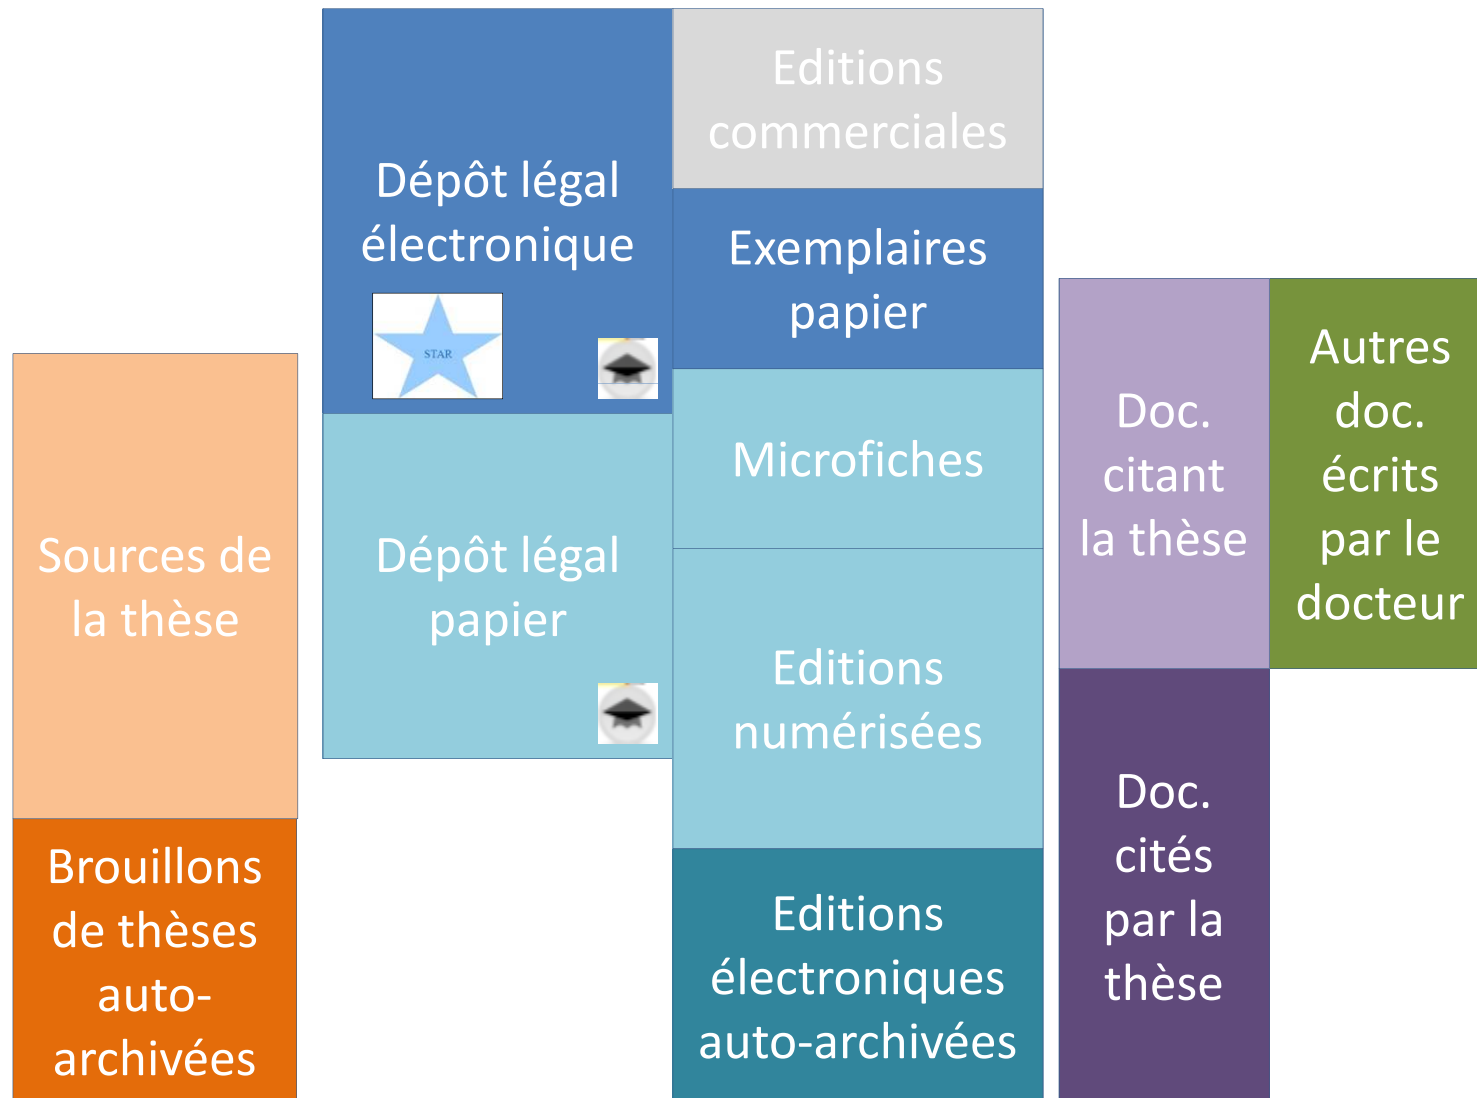 Sources de
la thèse
Brouillons
de thèses
auto-
archivées
Dépôt légal
électronique
STAR
Dépôt légal
papier
Editions
commerciales
Exemplaires
papier
Microfiches
Editions
numérisées
Editions
électroniques
auto-archivées
Doc.
citant
la thèse
Doc.
cités
par la
thèse
Autres
doc.
écrits
par le
docteur